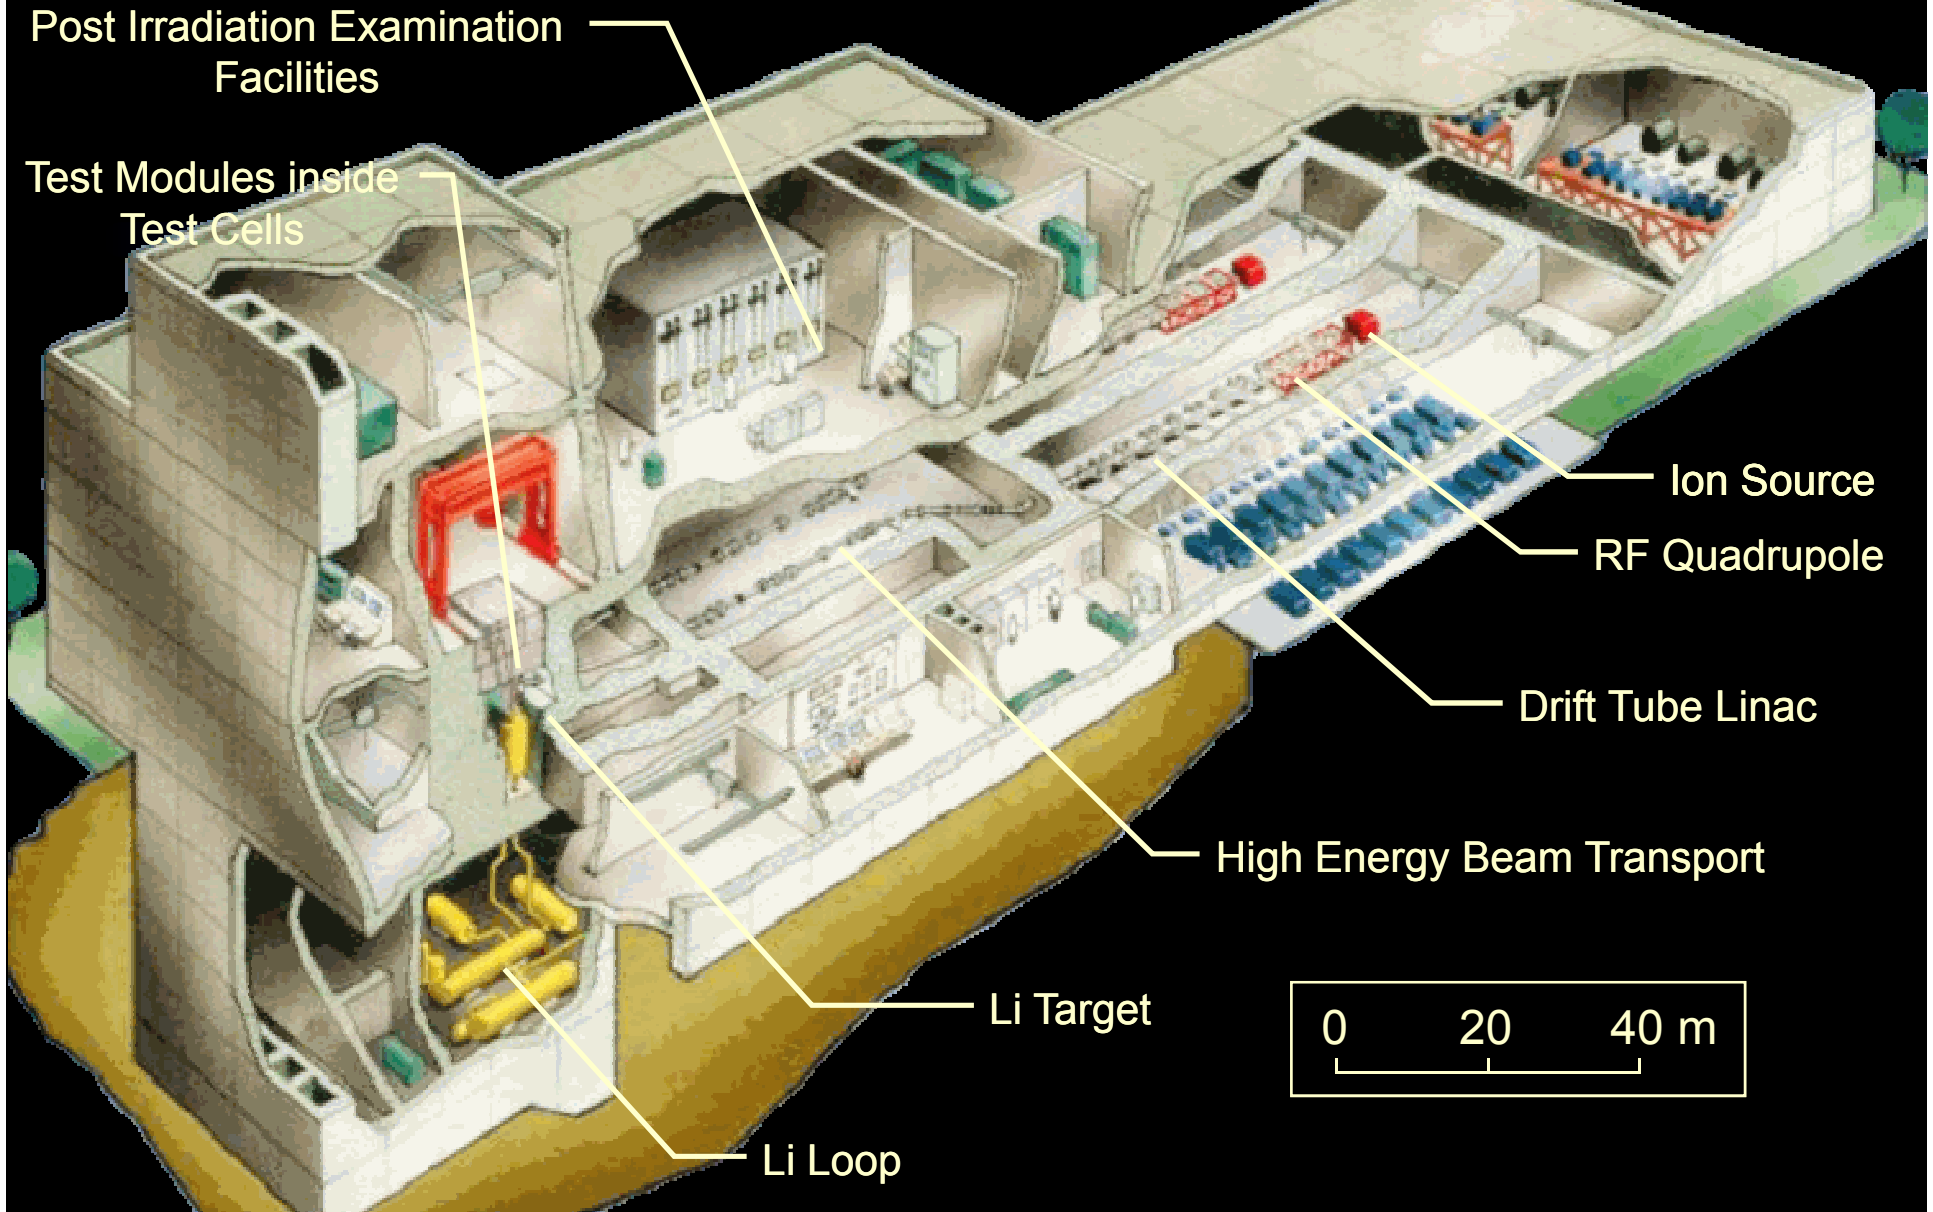 Post Irradiation Examination
Facilities
Test Modules inside
Test Cells
Ion Source
RF Quadrupole
Drift Tube Linac
High Energy Beam Transport
Li Target
0 20 40 m
Li Loop